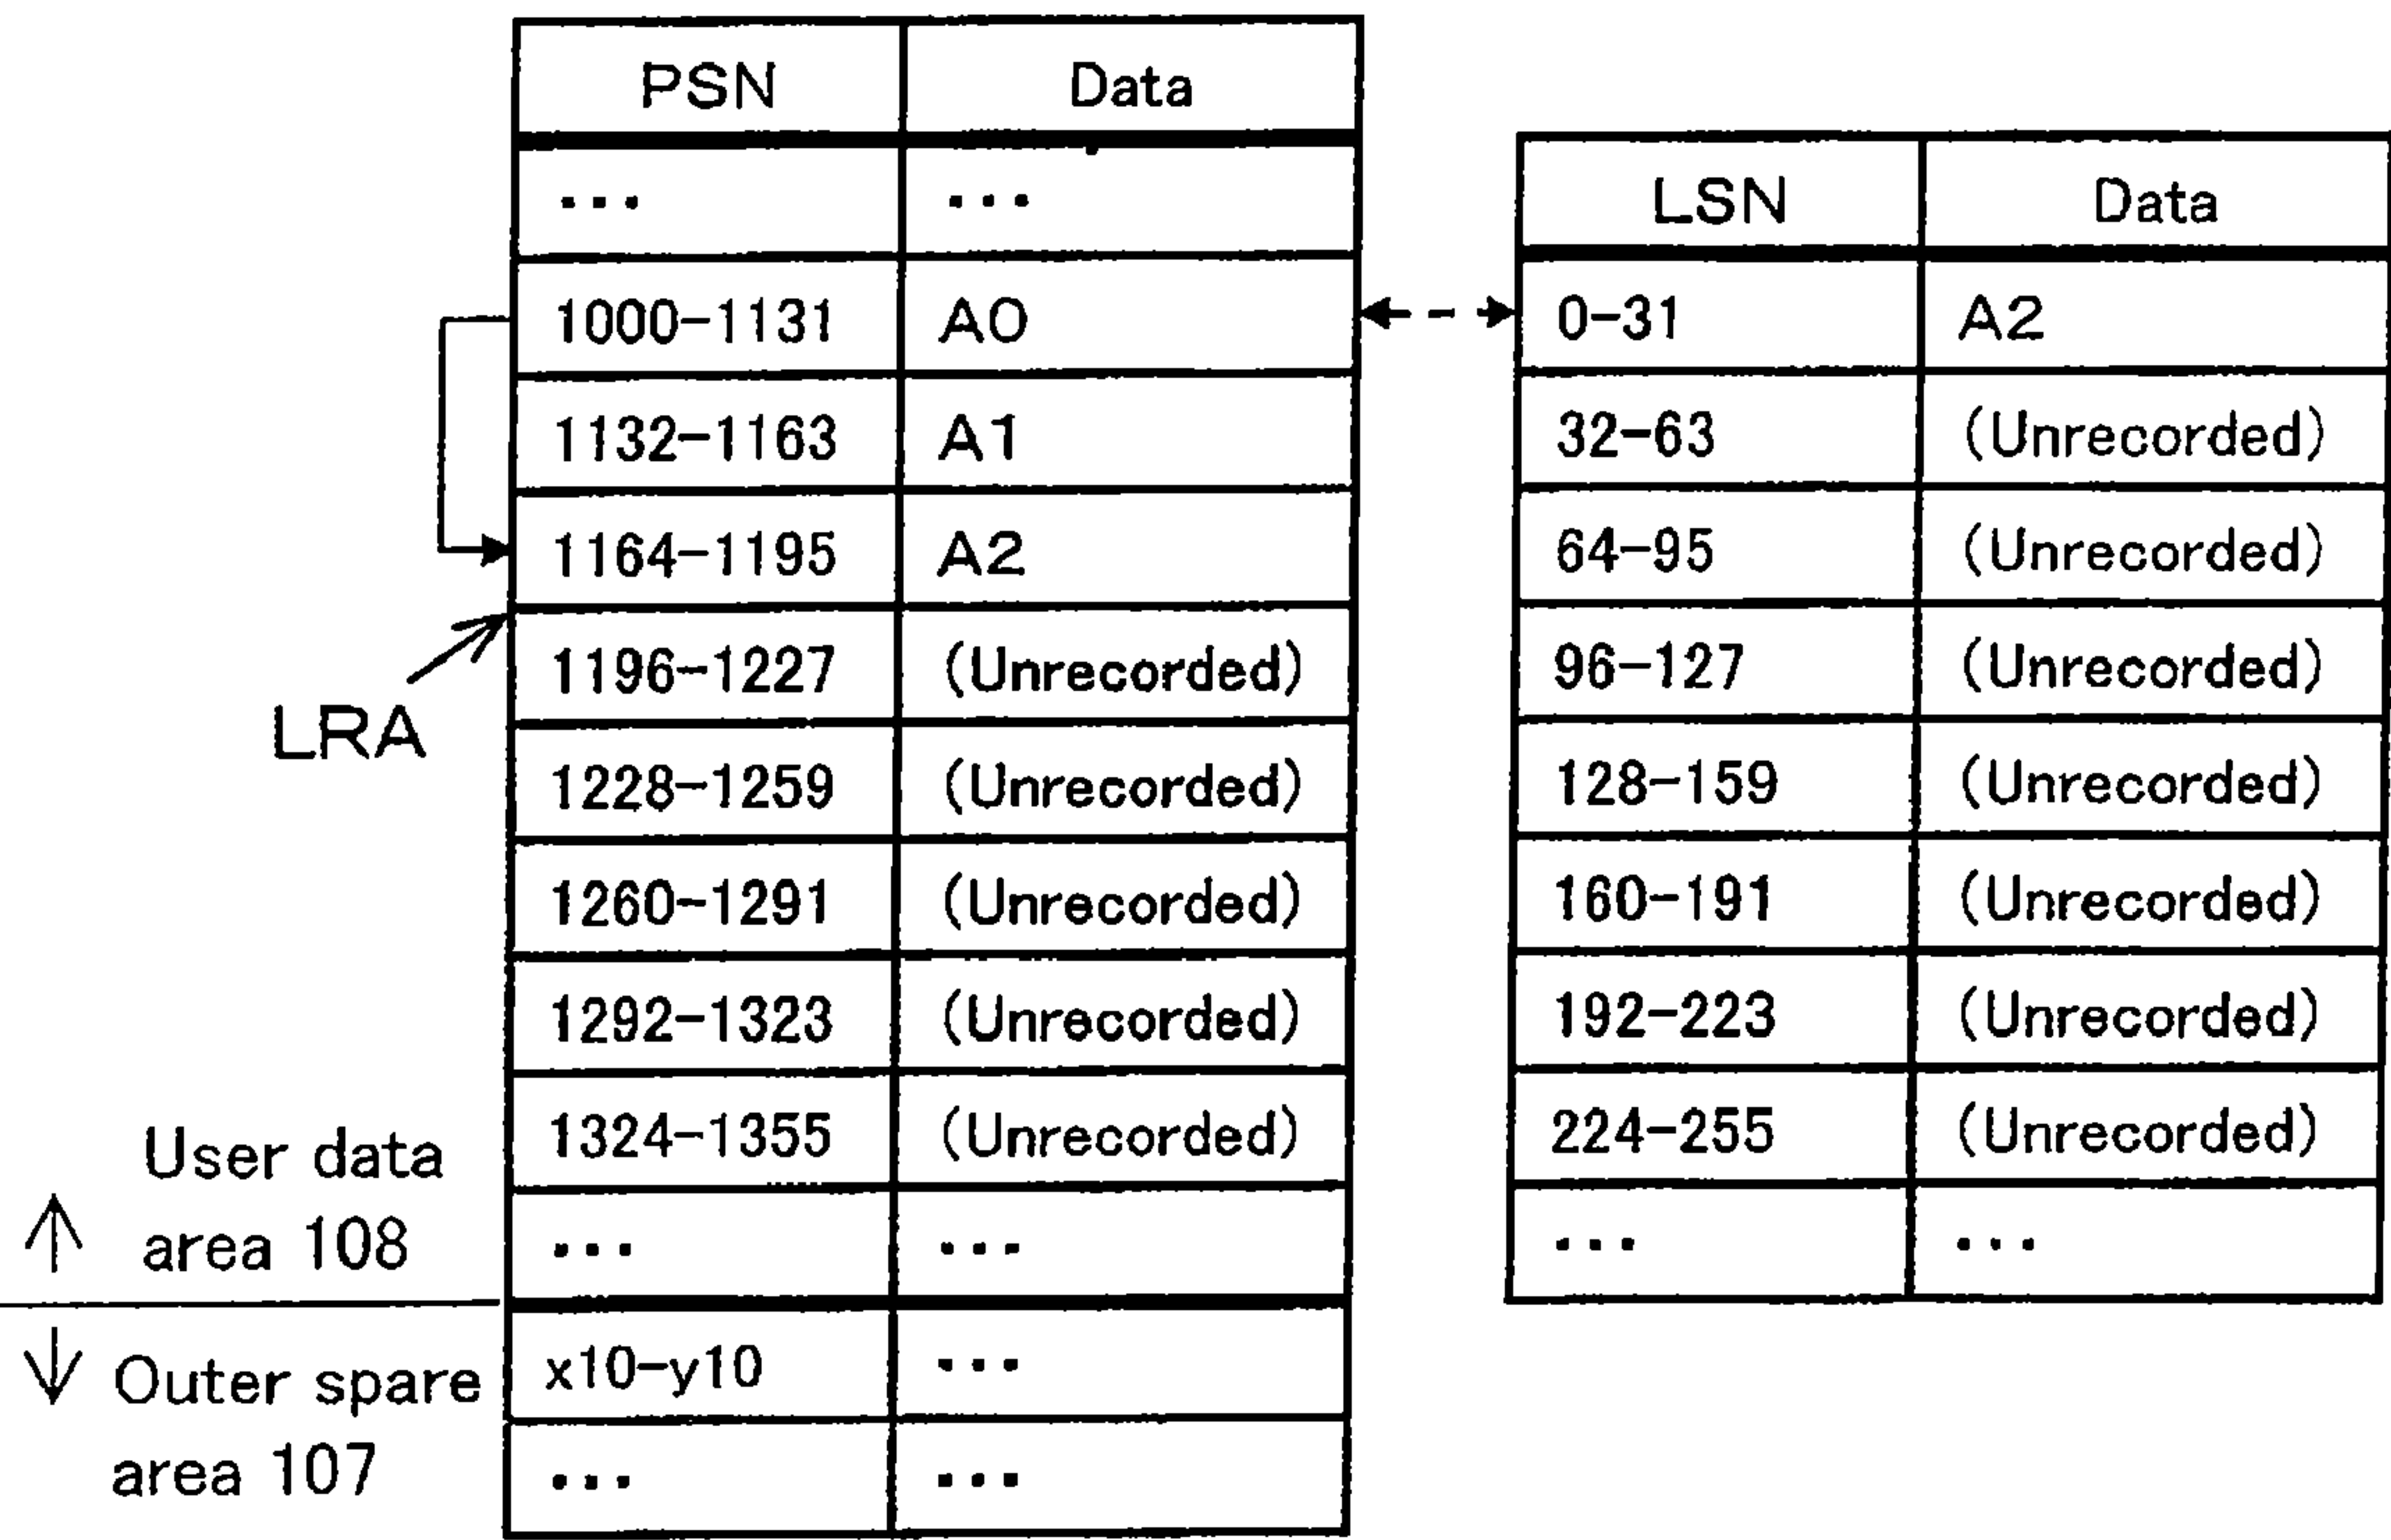 PSN Data
... ...
1000-1131 A0
1132-1163 A1
1164-1195 A2
1196-1227 (Unrecorded)
1228-1259 (Unrecorded)
1260-1291 (Unrecorded)
1292-1323 (Unrecorded)
1324-1355 (Unrecorded)
... ...
x10-y10 ...
... ...
LRA
User data
area 108
Outer spare
area 107
LSN Data
0-31 A2
32-63 (Unrecorded)
64-95 (Unrecorded)
96-127 (Unrecorded)
128-159 (Unrecorded)
160-191 (Unrecorded)
192-223 (Unrecorded)
224-255 (Unrecorded)
... ...